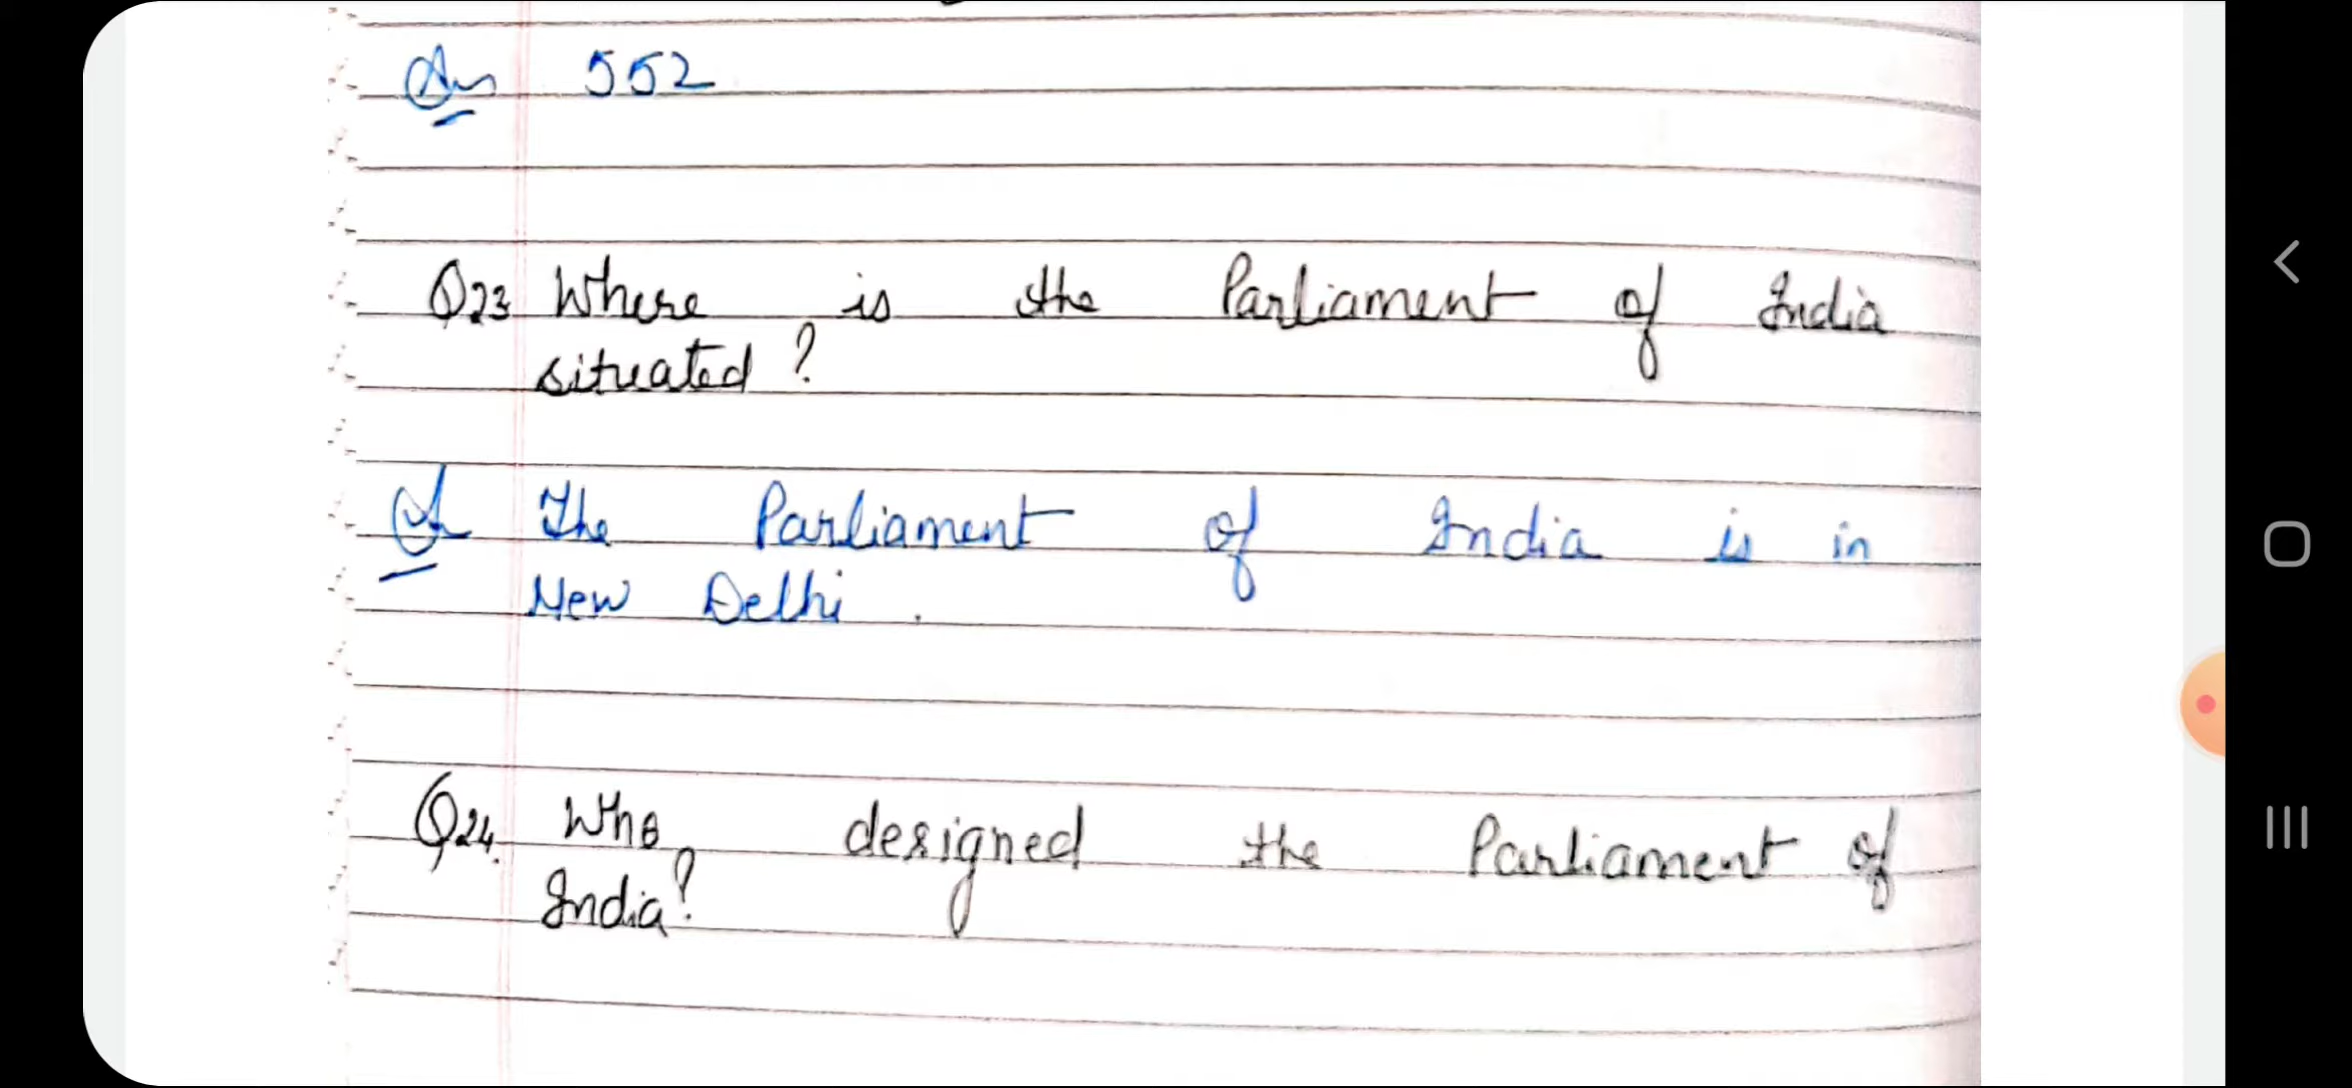 Ans 552
Q23 Where is the Parliament of India
situated ?
A The Parliament of India is in
New Delhi .
Q24. Who designed the Parliament of
India?